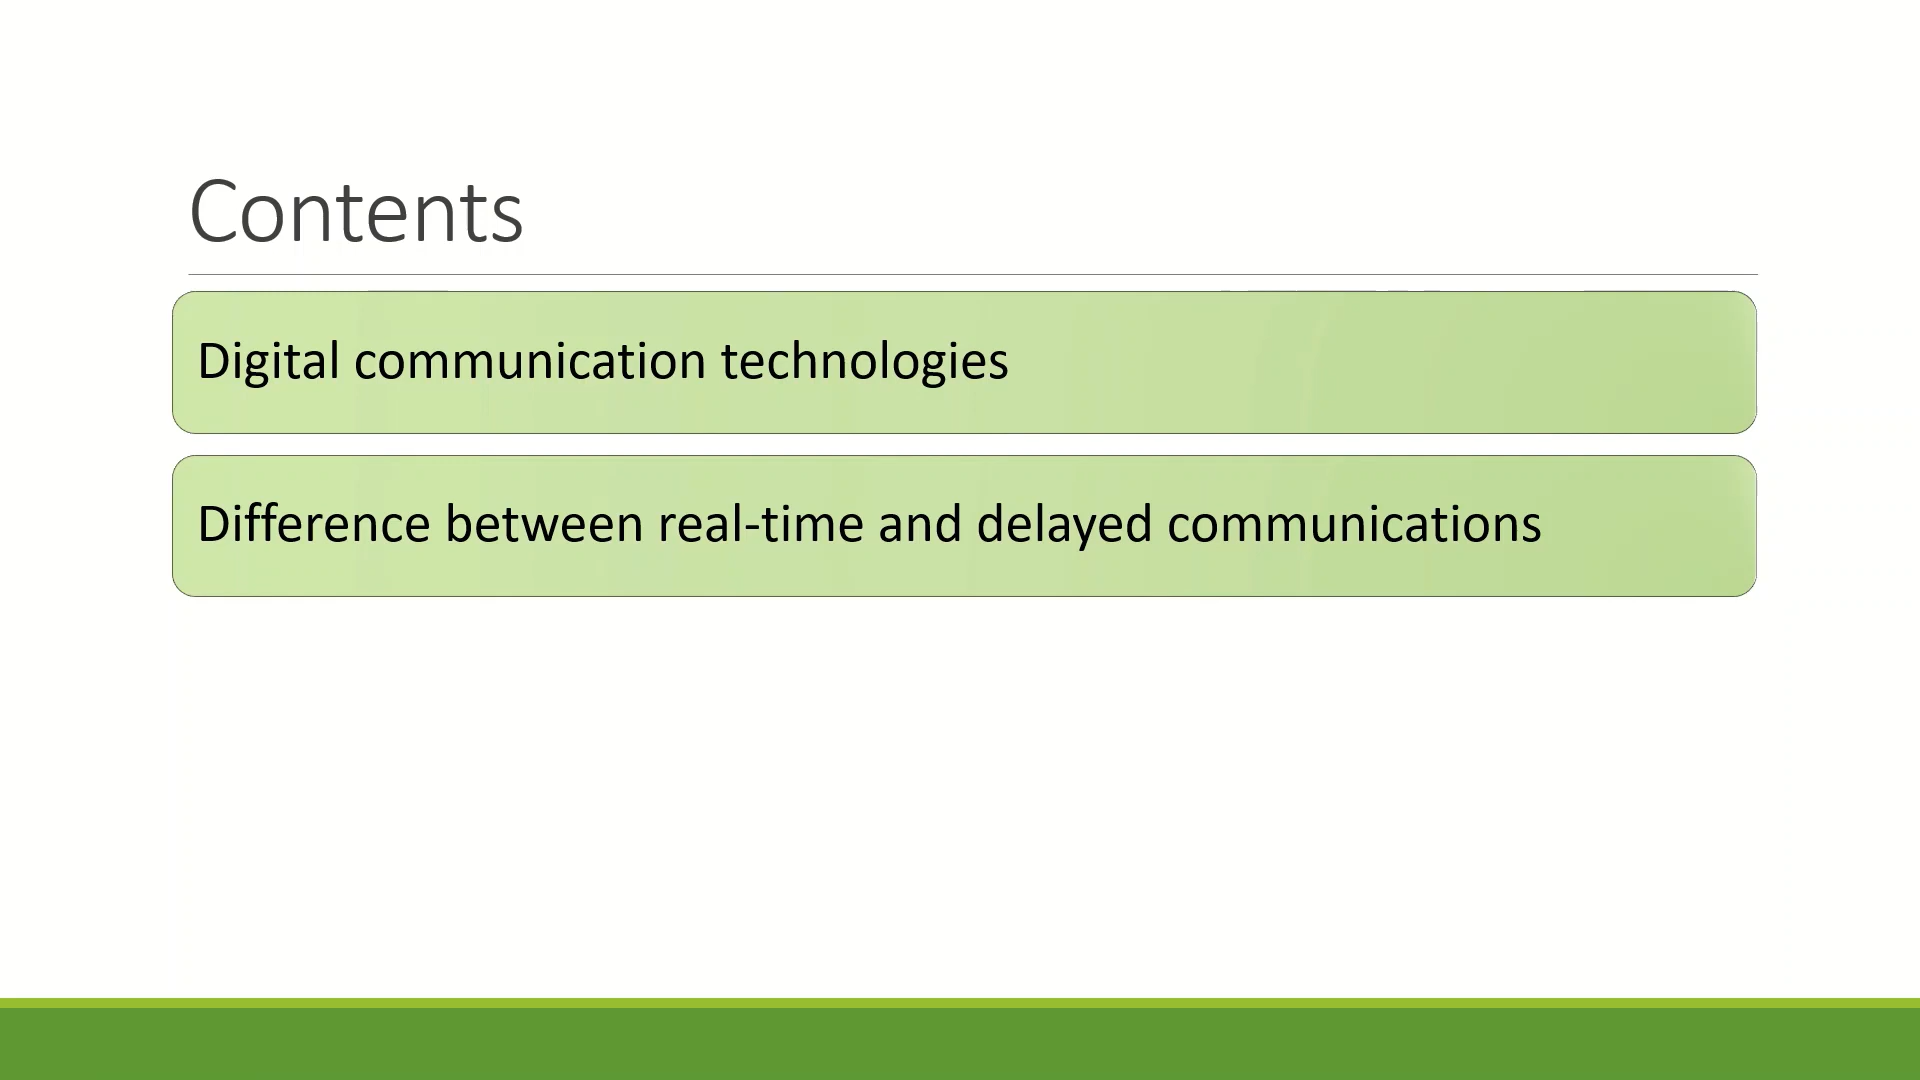 Contents
Digital communication technologies
Difference between real-time and delayed communications